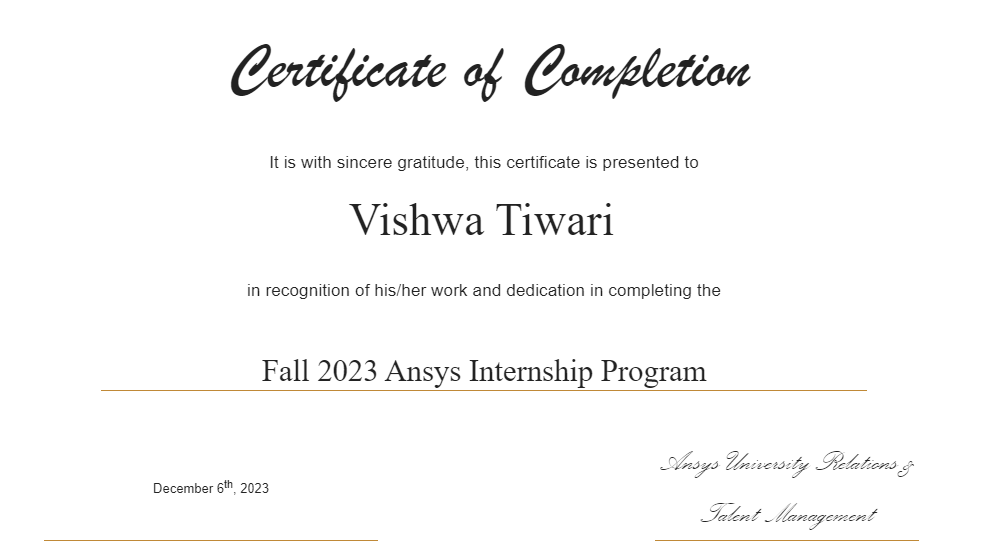 Certificate of Completion
It is with sincere gratitude, this certificate is presented to
Vishwa Tiwari
in recognition of his/her work and dedication in completing the
Fall 2023 Ansys Internship Program
Ansys University Relations &
December 6th, 2023
Talent Management